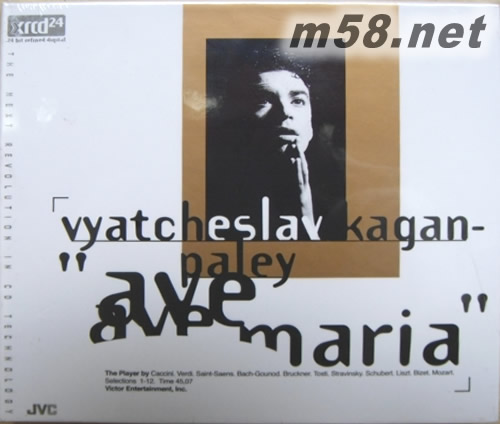 xrcd24
m58.net
THE NEXT REVOLUTION IN CD TECHNOLOGY
vyatcheslav kagan-
paley
"ave
ave maria"
The Player by Caccini. Verdi. Saint-Saens. Bach-Gounod. Bruckner. Tosti. Stravinsky. Schubert. Liszt. Bizet. Mozart.
Selections 1-12. Time 45,07
Victor Entertainment, Inc.
JVC